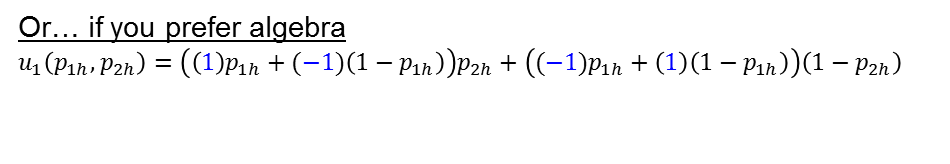 Or… if you prefer algebra
𝑢₁(𝑝₁ₕ, 𝑝₂ₕ) = ((1)𝑝₁ₕ + (−1)(1 − 𝑝₁ₕ))𝑝₂ₕ + ((−1)𝑝₁ₕ + (1)(1 − 𝑝₁ₕ))(1 − 𝑝₂ₕ)